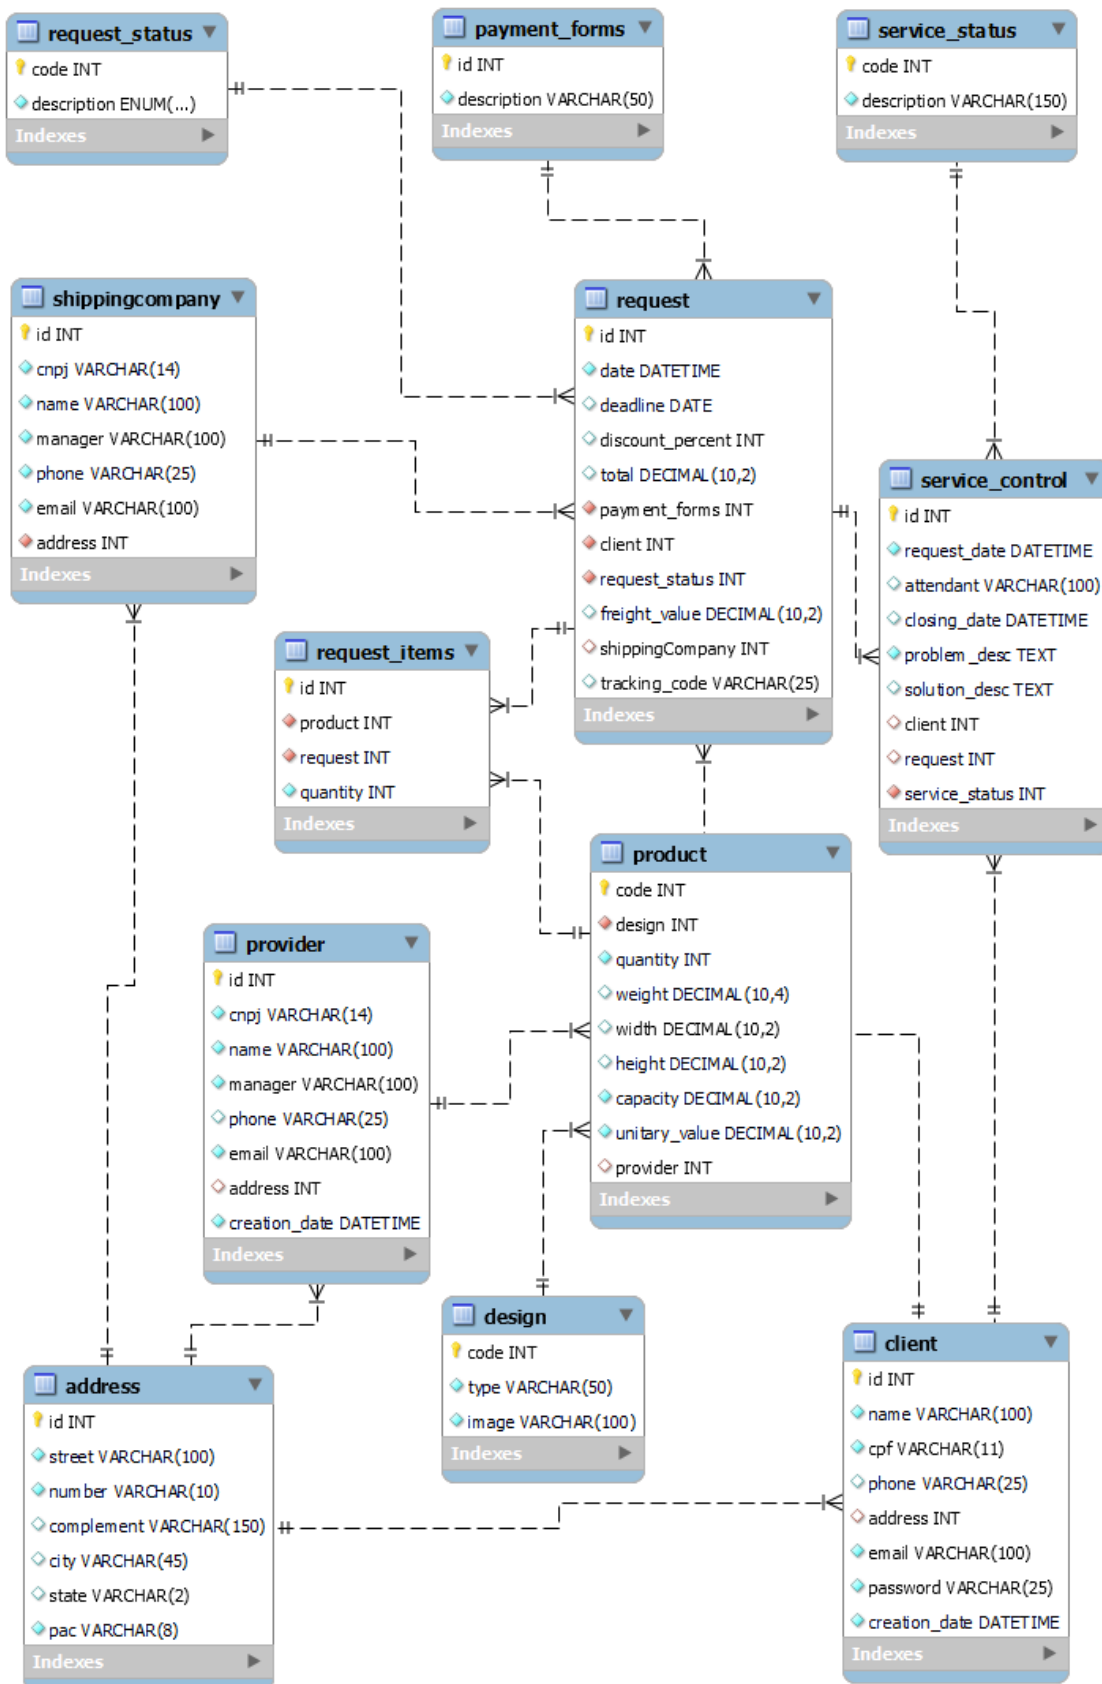 request_status
code INT
description ENUM(...)
Indexes
payment_forms
id INT
description VARCHAR(50)
Indexes
service_status
code INT
description VARCHAR(150)
Indexes
shippingcompany
id INT
cnpj VARCHAR(14)
name VARCHAR(100)
manager VARCHAR(100)
phone VARCHAR(25)
email VARCHAR(100)
address INT
Indexes
request
id INT
date DATETIME
deadline DATE
discount_percent INT
total DECIMAL(10,2)
payment_forms INT
client INT
request_status INT
freight_value DECIMAL(10,2)
shippingCompany INT
tracking_code VARCHAR(25)
Indexes
service_control
id INT
request_date DATETIME
attendant VARCHAR(100)
closing_date DATETIME
problem_desc TEXT
solution_desc TEXT
client INT
request INT
service_status INT
Indexes
request_items
id INT
product INT
request INT
quantity INT
Indexes
product
code INT
design INT
quantity INT
weight DECIMAL(10,4)
width DECIMAL(10,2)
height DECIMAL(10,2)
capacity DECIMAL(10,2)
unitary_value DECIMAL(10,2)
provider INT
Indexes
provider
id INT
cnpj VARCHAR(14)
name VARCHAR(100)
manager VARCHAR(100)
phone VARCHAR(25)
email VARCHAR(100)
address INT
creation_date DATETIME
Indexes
design
code INT
type VARCHAR(50)
image VARCHAR(100)
Indexes
client
id INT
name VARCHAR(100)
cpf VARCHAR(11)
phone VARCHAR(25)
address INT
email VARCHAR(100)
password VARCHAR(25)
creation_date DATETIME
Indexes
address
id INT
street VARCHAR(100)
number VARCHAR(10)
complement VARCHAR(150)
city VARCHAR(45)
state VARCHAR(2)
pac VARCHAR(8)
Indexes